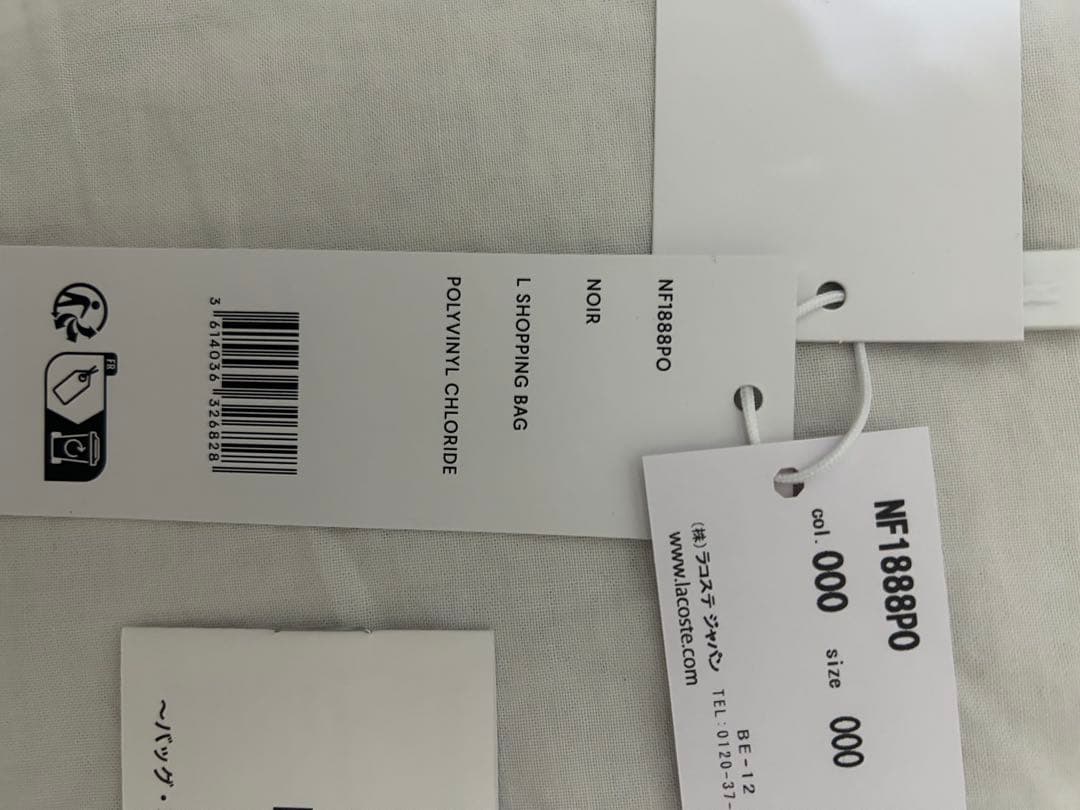 NF1888PO
NOIR
L SHOPPING BAG
POLYVINYL CHLORIDE
3 614036 326828
FR
NF1888PO
col. 000 size 000
BE-12
(株)ラコステ ジャパン TEL:0120-37-
www.lacoste.com
～バッグ・